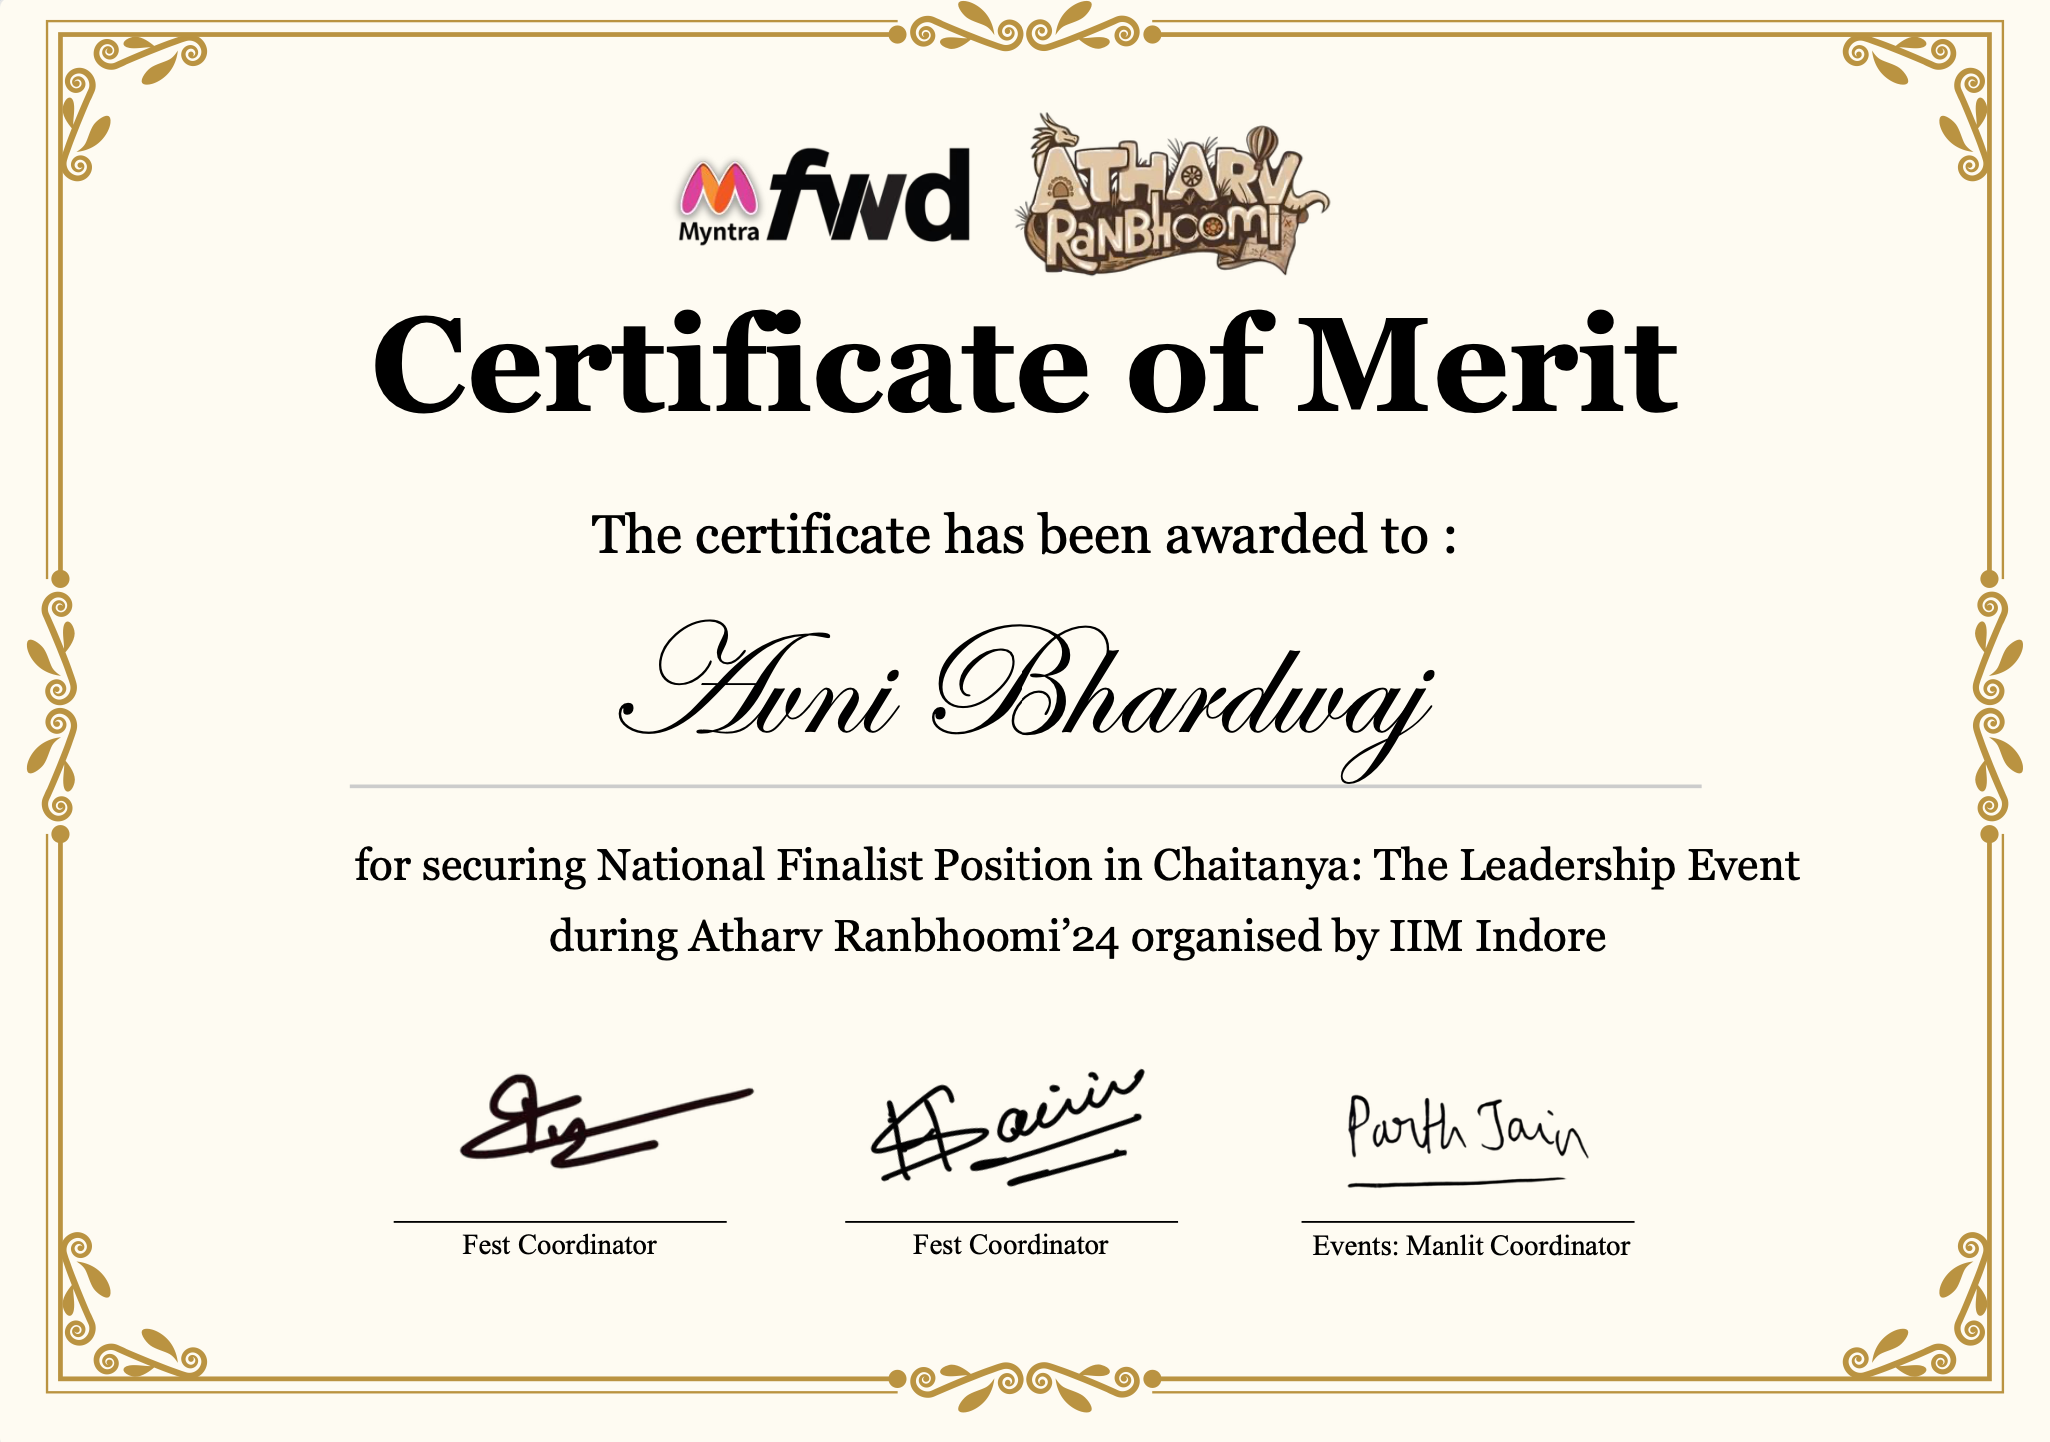 Myntra fwd
ATHARV
RANBHOOMI
Certificate of Merit
The certificate has been awarded to :
Avni Bhardwaj
for securing National Finalist Position in Chaitanya: The Leadership Event
during Atharv Ranbhoomi’24 organised by IIM Indore
Parth Jain
Fest Coordinator
Fest Coordinator
Events: Manlit Coordinator